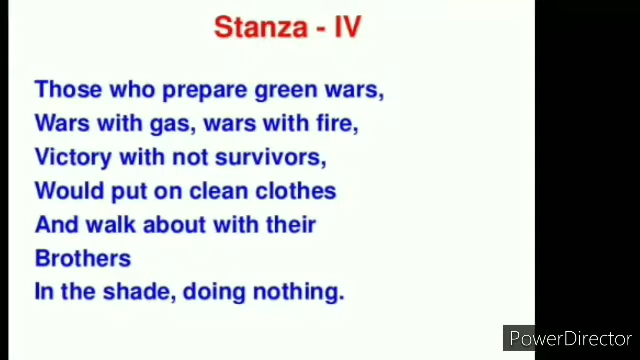 Stanza - IV
Those who prepare green wars,
Wars with gas, wars with fire,
Victory with not survivors,
Would put on clean clothes
And walk about with their
Brothers
In the shade, doing nothing.
PowerDirector